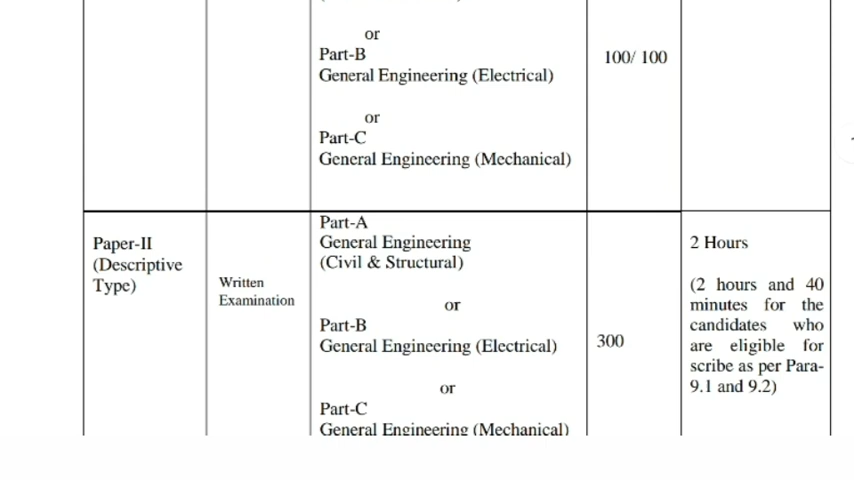 or
Part-B
General Engineering (Electrical)
100/ 100
or
Part-C
General Engineering (Mechanical)
Paper-II
(Descriptive
Type)
Written
Examination
Part-A
General Engineering
(Civil & Structural)
or
Part-B
General Engineering (Electrical)
or
Part-C
General Engineering (Mechanical)
300
2 Hours
(2 hours and 40
minutes for the
candidates who
are eligible for
scribe as per Para-
9.1 and 9.2)